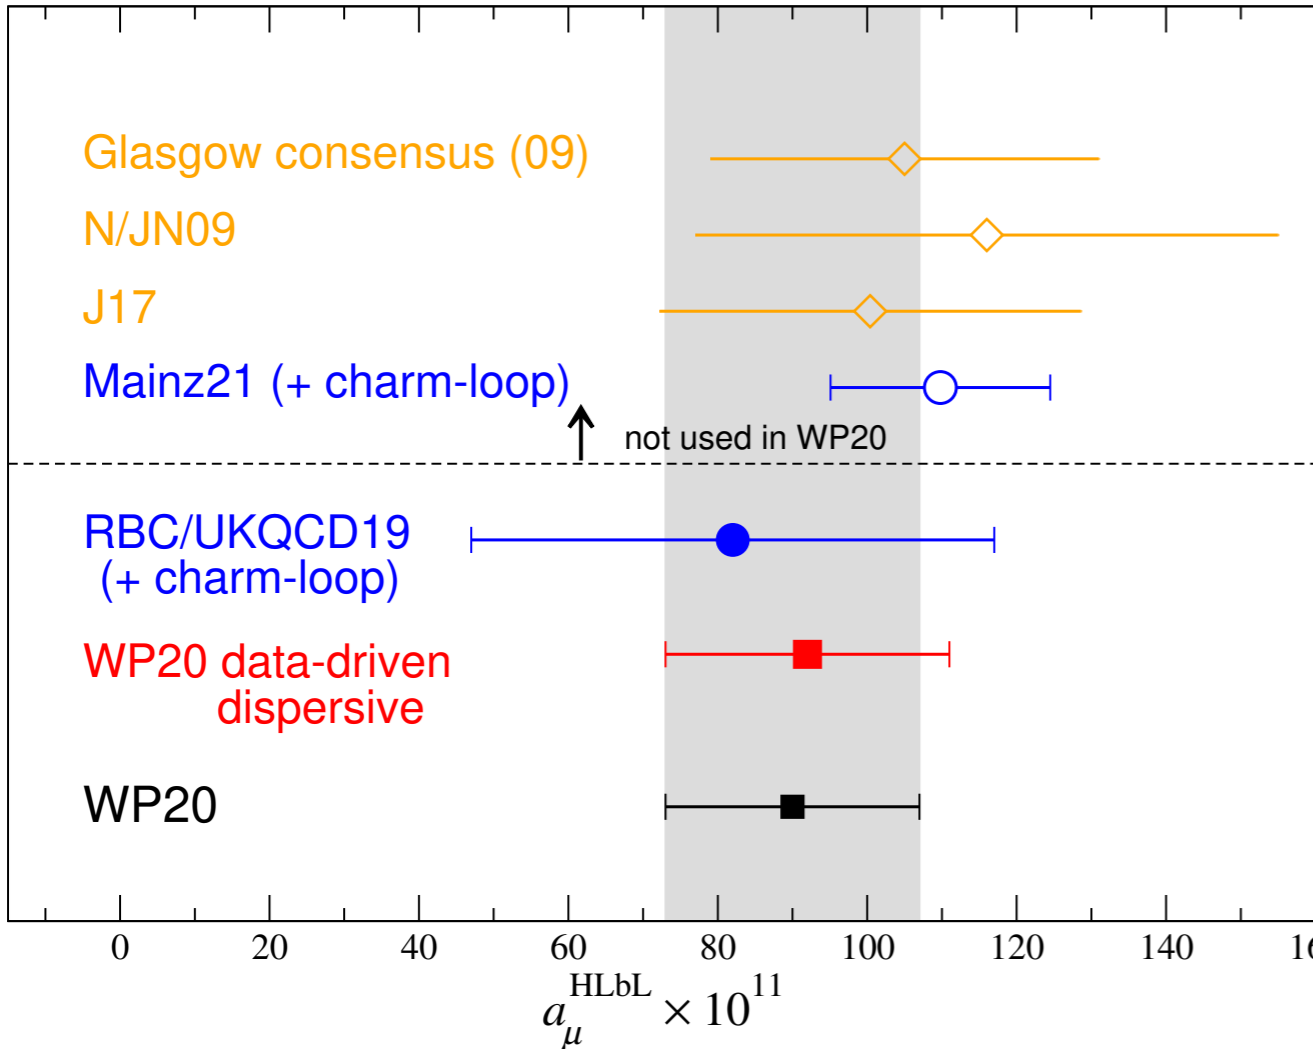 Glasgow consensus (09)
N/JN09
J17
Mainz21 (+ charm-loop)
not used in WP20
RBC/UKQCD19
(+ charm-loop)
WP20 data-driven
dispersive
WP20
0 20 40 60 80 100 120 140 16
a_μ^HLbL × 10^11